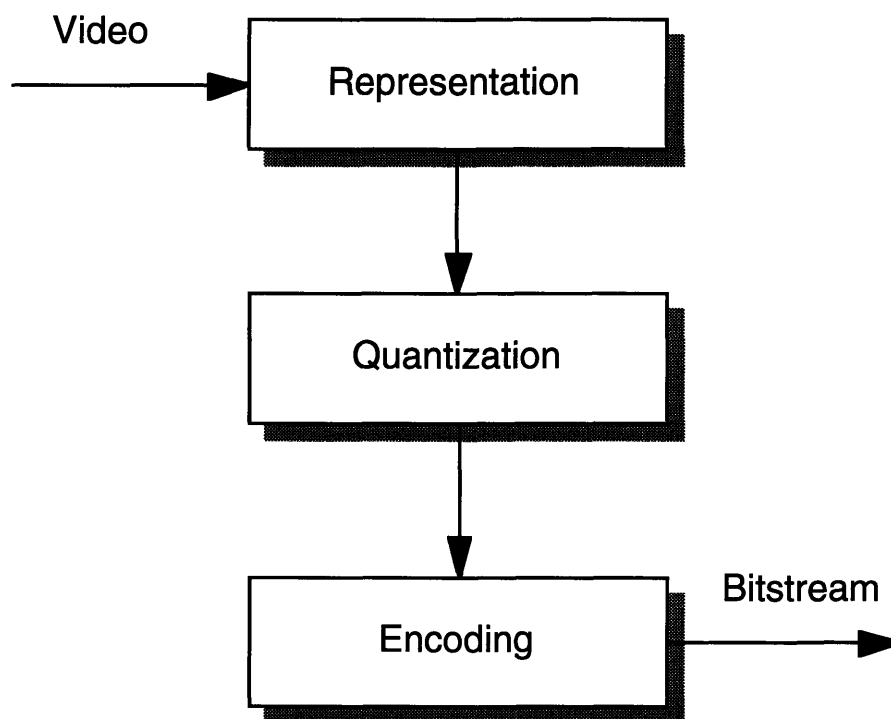 Video
Representation
Quantization
Encoding
Bitstream